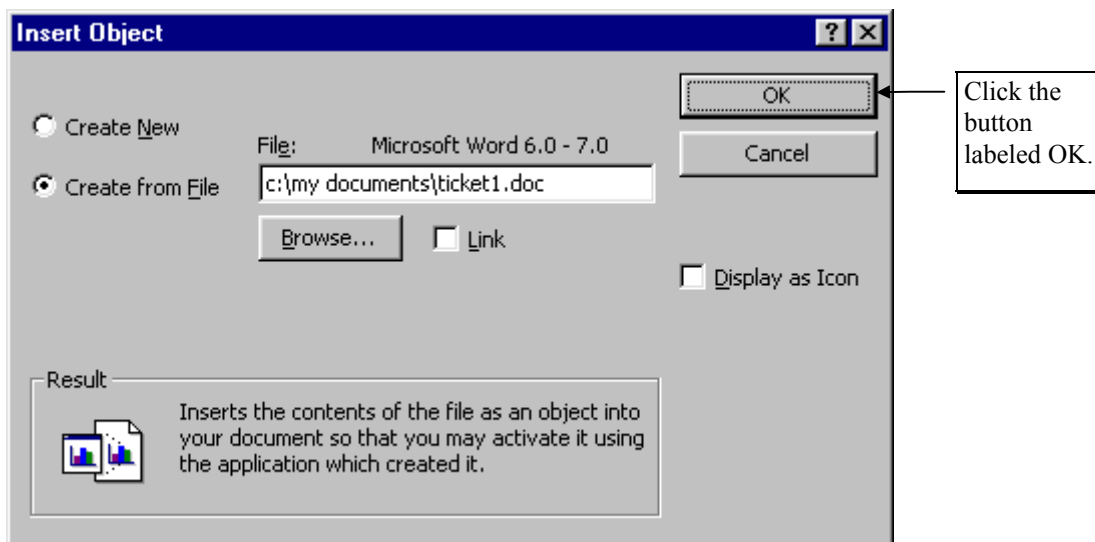 Insert Object
? X
OK
Click the
button
labeled OK.
Create New
File: Microsoft Word 6.0 - 7.0
Cancel
Create from File
c:\my documents\ticket1.doc
Browse...
Link
Display as Icon
Result
Inserts the contents of the file as an object into
your document so that you may activate it using
the application which created it.